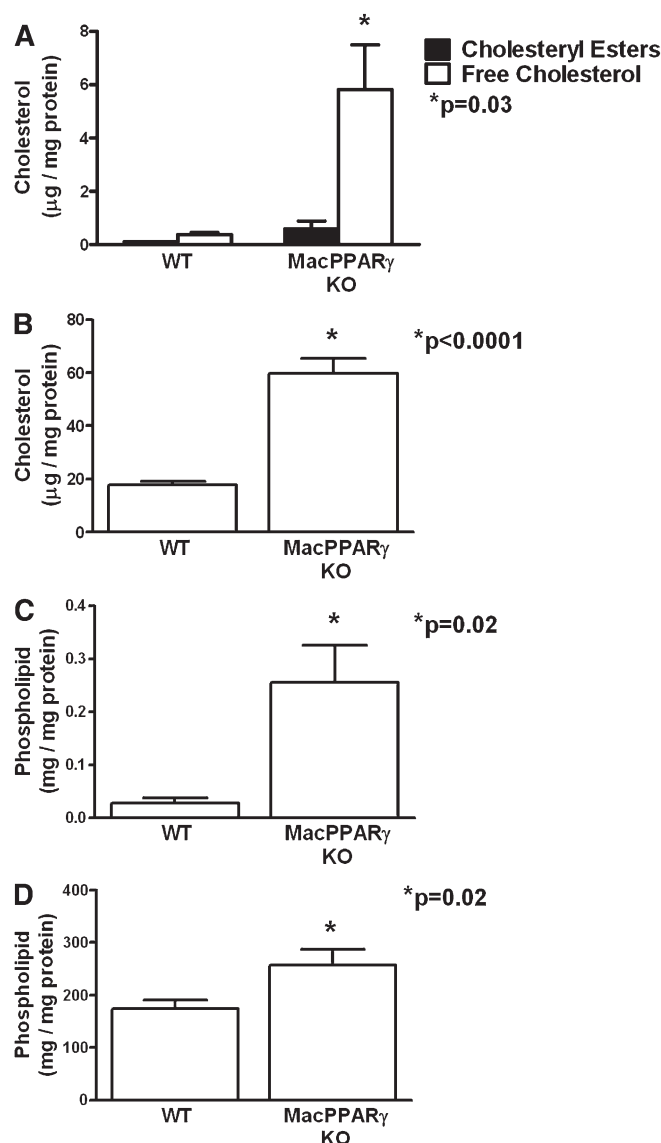 A
Cholesterol
(μg / mg protein)
8
6
4
2
0
*
WT
MacPPARγ
KO
Cholesteryl Esters
Free Cholesterol
*p=0.03
B
Cholesterol
(μg / mg protein)
80
60
40
20
0
*
WT
MacPPARγ
KO
*p<0.0001
C
Phospholipid
(mg / mg protein)
0.4
0.3
0.2
0.1
0.0
*
WT
MacPPARγ
KO
*p=0.02
D
Phospholipid
(mg / mg protein)
400
300
200
100
0
*
WT
MacPPARγ
KO
*p=0.02